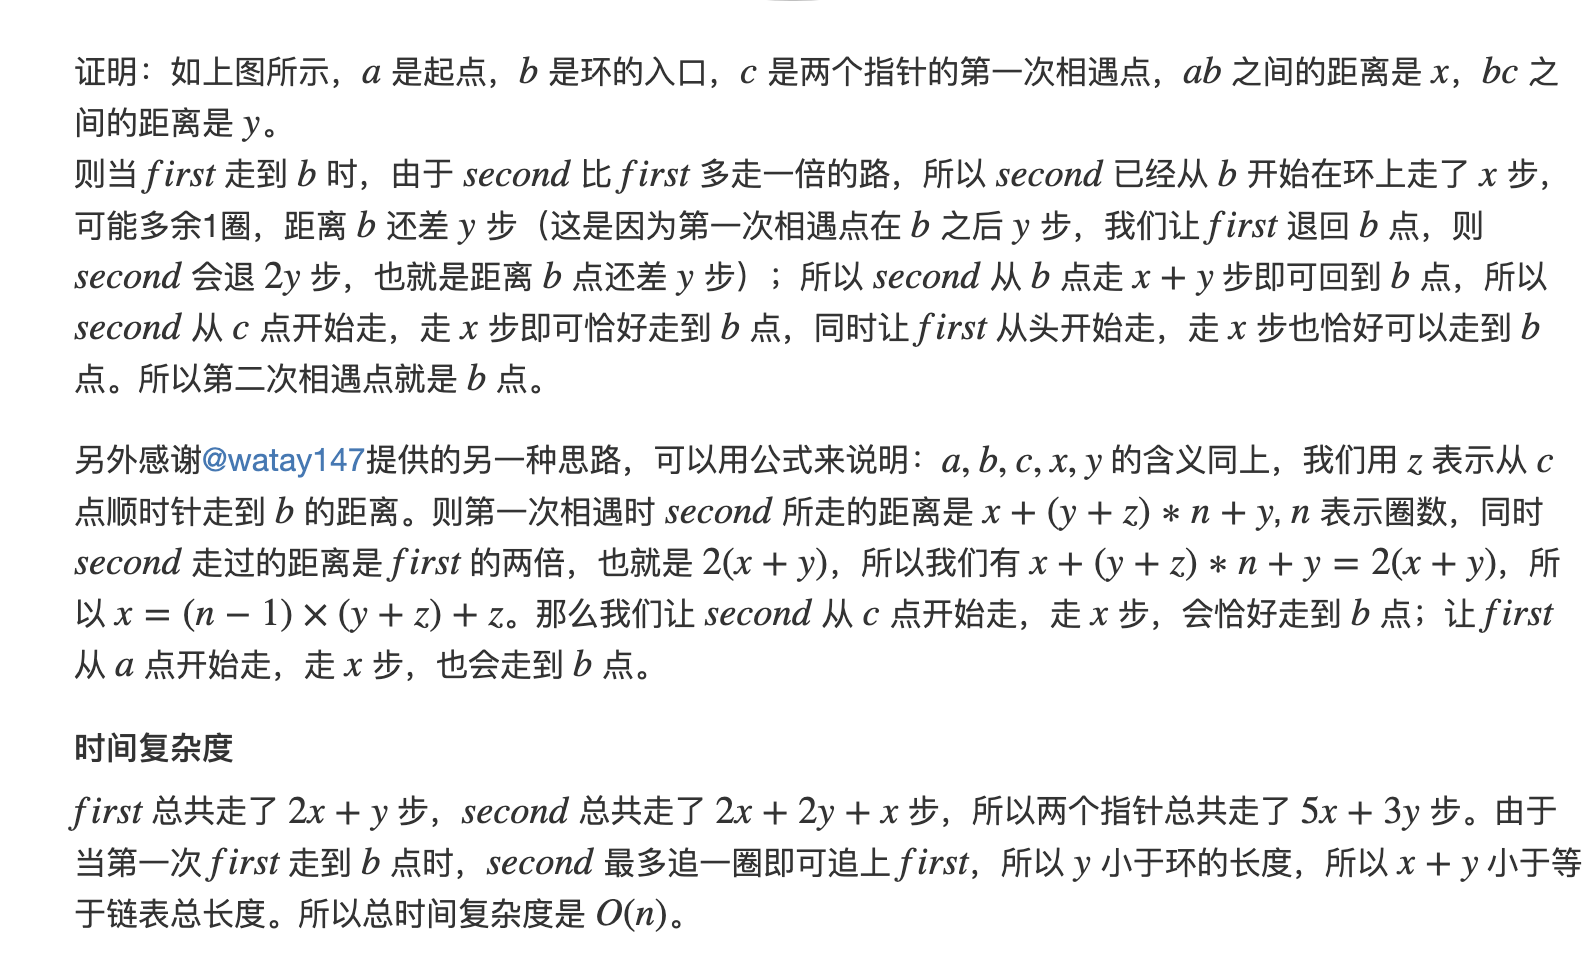 证明：如上图所示，a 是起点，b 是环的入口，c 是两个指针的第一次相遇点，ab 之间的距离是 x，bc 之
间的距离是 y。
则当 first 走到 b 时，由于 second 比 first 多走一倍的路，所以 second 已经从 b 开始在环上走了 x 步，
可能多余1圈，距离 b 还差 y 步（这是因为第一次相遇点在 b 之后 y 步，我们让 first 退回 b 点，则
second 会退 2y 步，也就是距离 b 点还差 y 步）；所以 second 从 b 点走 x + y 步即可回到 b 点，所以
second 从 c 点开始走，走 x 步即可恰好走到 b 点，同时让 first 从头开始走，走 x 步也恰好可以走到 b
点。所以第二次相遇点就是 b 点。
另外感谢@watay147提供的另一种思路，可以用公式来说明：a, b, c, x, y 的含义同上，我们用 z 表示从 c
点顺时针走到 b 的距离。则第一次相遇时 second 所走的距离是 x + (y + z) ∗ n + y, n 表示圈数，同时
second 走过的距离是 first 的两倍，也就是 2(x + y)，所以我们有 x + (y + z) ∗ n + y = 2(x + y)，所
以 x = (n − 1) × (y + z) + z。那么我们让 second 从 c 点开始走，走 x 步，会恰好走到 b 点；让 first
从 a 点开始走，走 x 步，也会走到 b 点。
时间复杂度
first 总共走了 2x + y 步，second 总共走了 2x + 2y + x 步，所以两个指针总共走了 5x + 3y 步。由于
当第一次 first 走到 b 点时，second 最多追一圈即可追上 first，所以 y 小于环的长度，所以 x + y 小于等
于链表总长度。所以总时间复杂度是 O(n)。